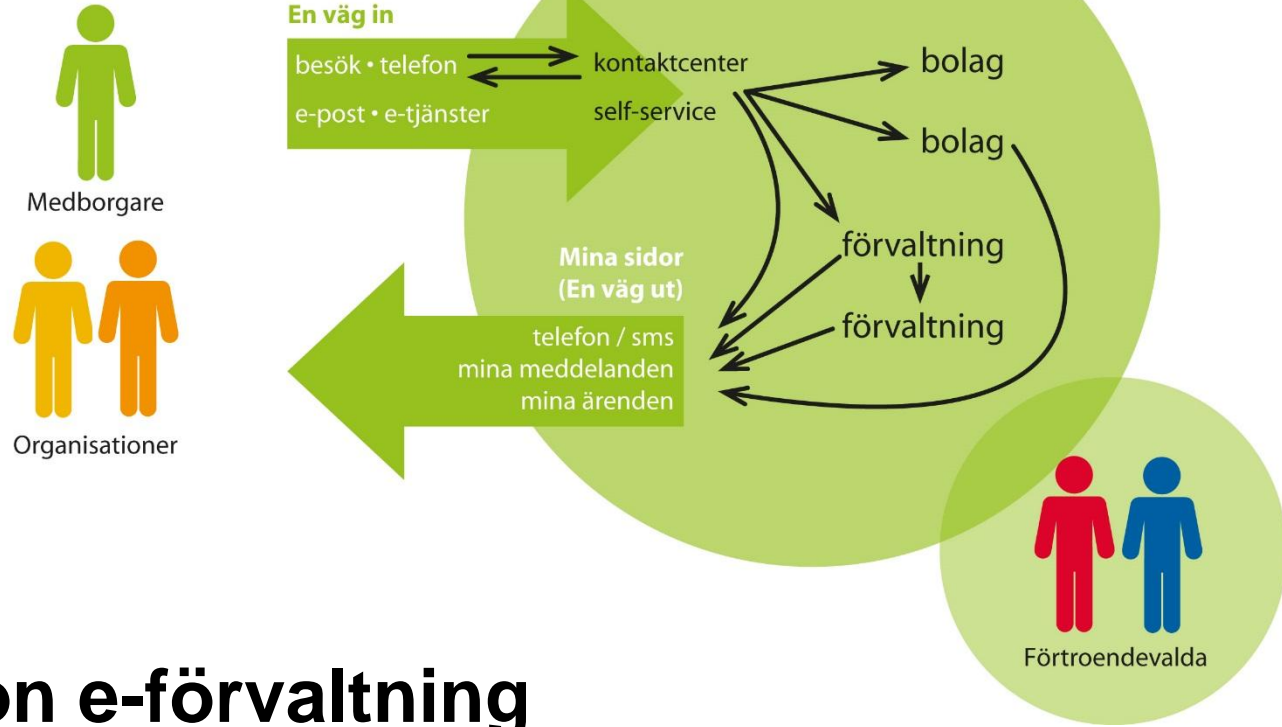 En väg in
besök • telefon
e-post • e-tjänster
kontaktcenter
self-service
bolag
bolag
förvaltning
förvaltning
Medborgare
Organisationer
Mina sidor
(En väg ut)
telefon / sms
mina meddelanden
mina ärenden
Förtroendevalda
e-förvaltning